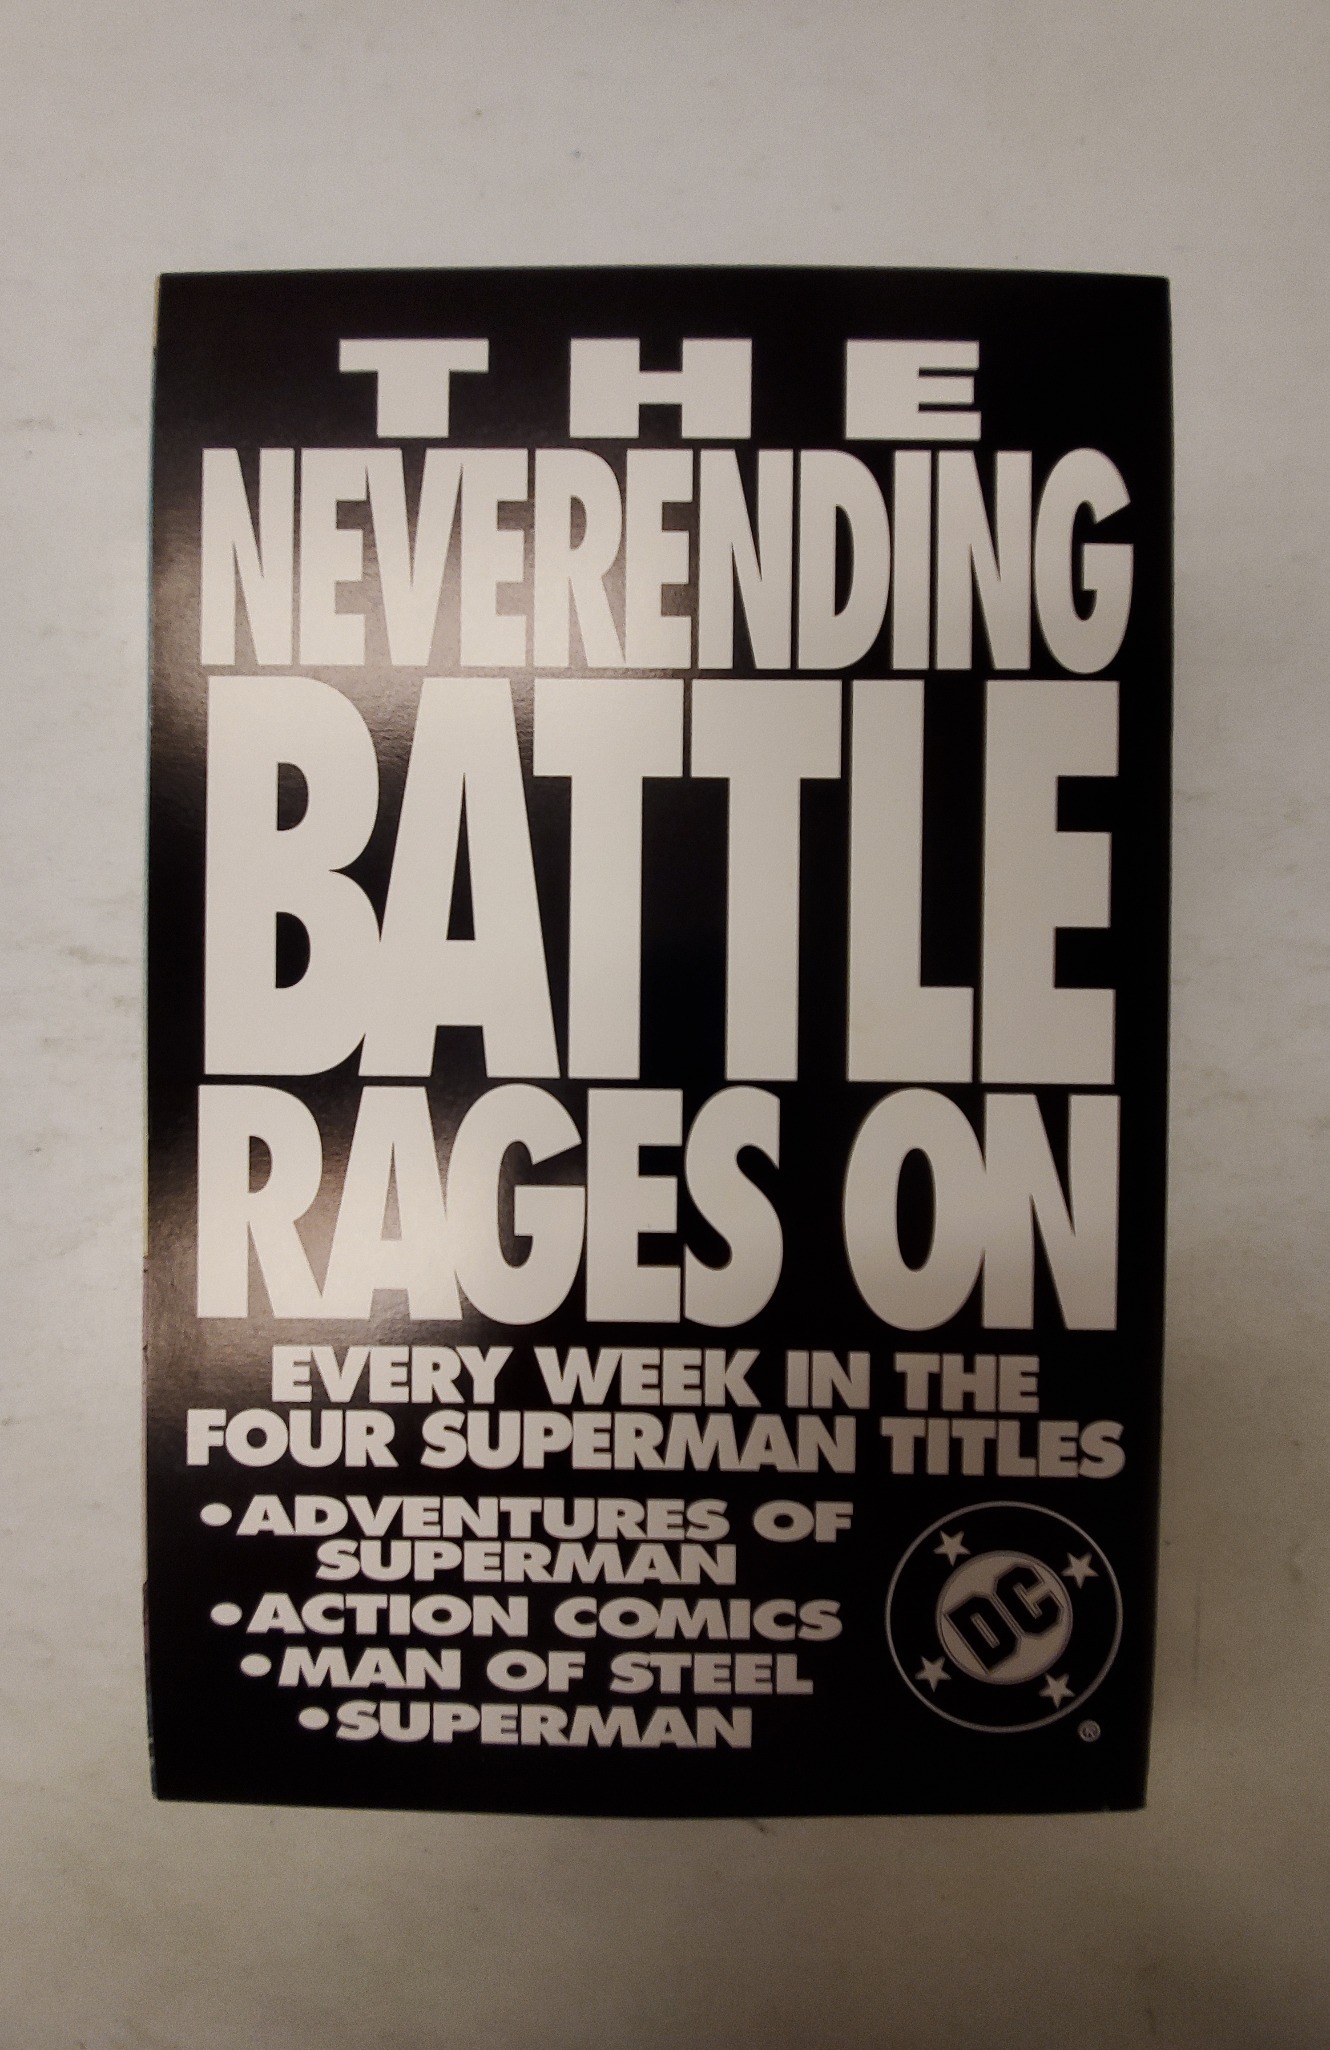 THE
NEVERENDING
BATTLE
RAGES ON
EVERY WEEK IN THE
FOUR SUPERMAN TITLES
•ADVENTURES OF
SUPERMAN
•ACTION COMICS
•MAN OF STEEL
•SUPERMAN
DC
®